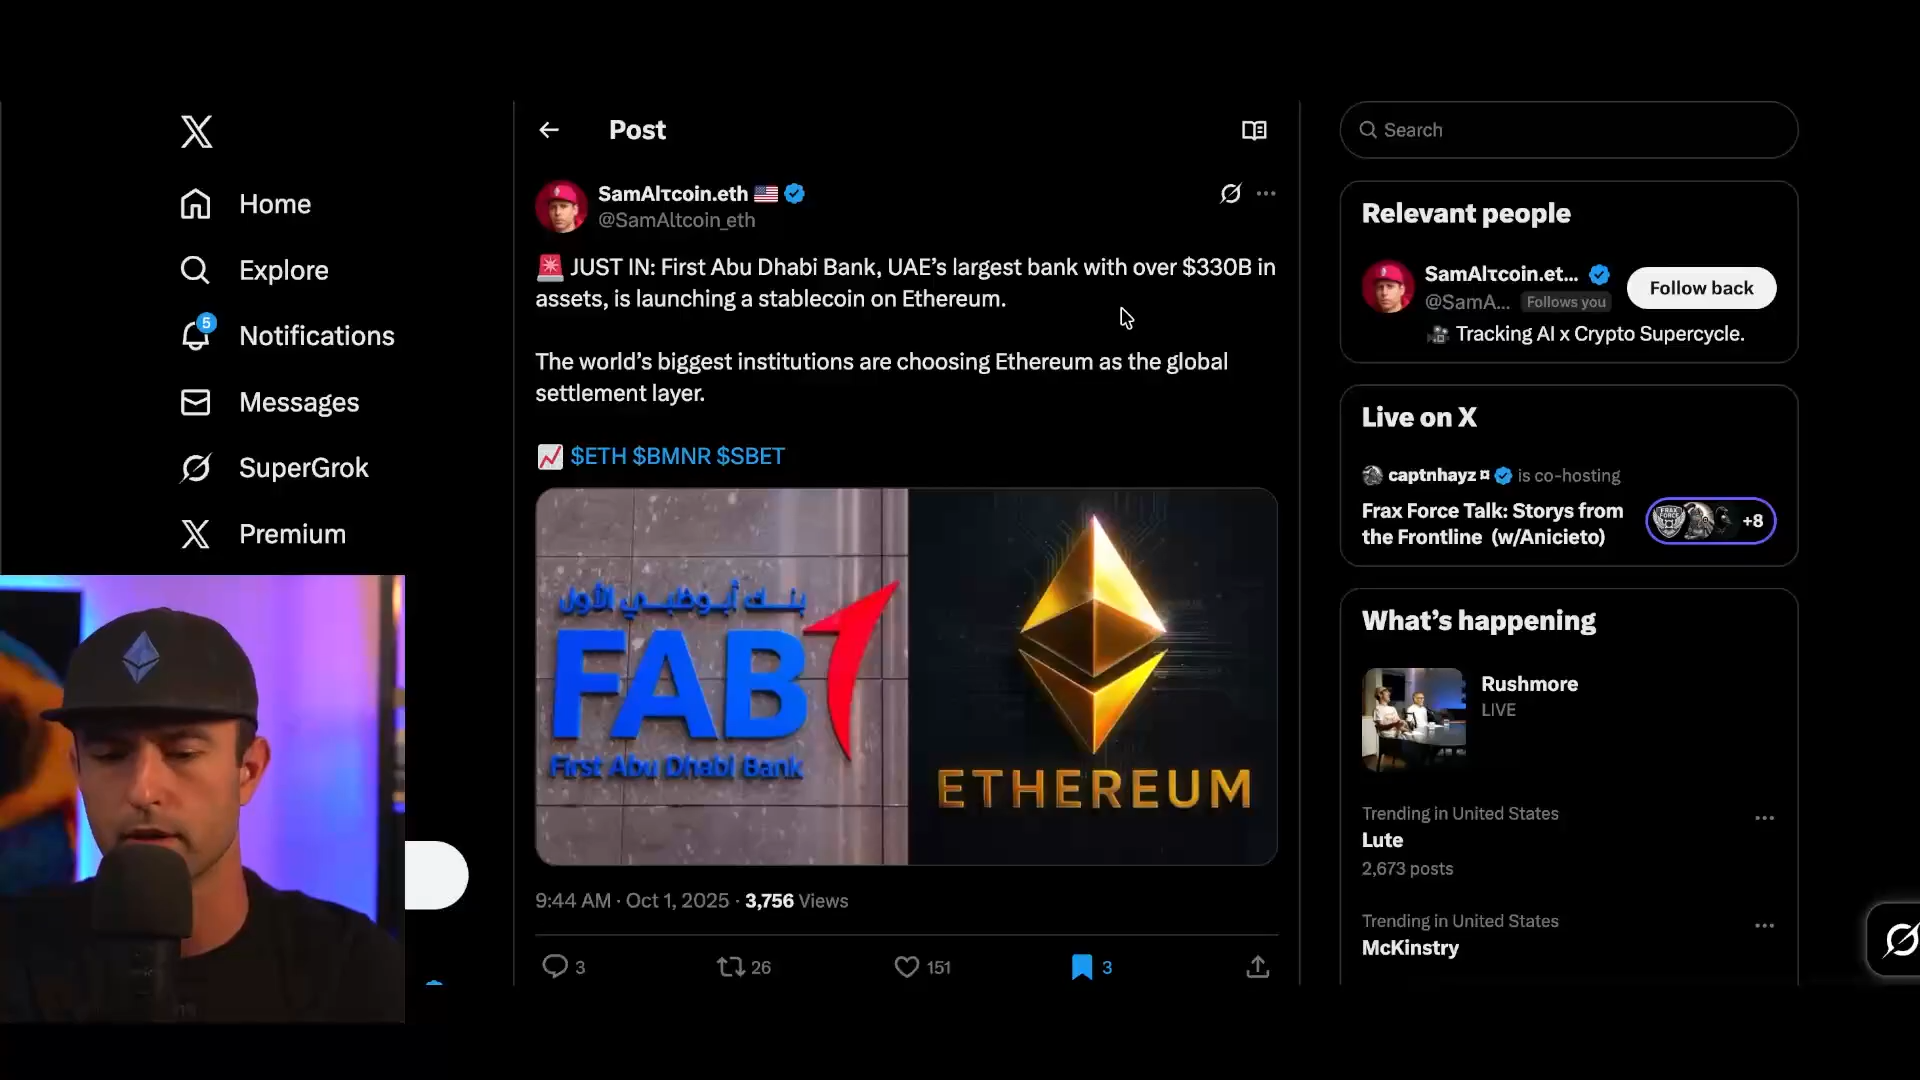 Home
Explore
5
Notifications
Messages
SuperGrok
Premium
Post
SamAlτcoin.eth
@SamAltcoin_eth
JUST IN: First Abu Dhabi Bank, UAE’s largest bank with over $330B in
assets, is launching a stablecoin on Ethereum.
The world’s biggest institutions are choosing Ethereum as the global
settlement layer.
$ETH $BMNR $SBET
بنك أبوظبي الأول
FAB
First Abu Dhabi Bank
ETHEREUM
9:44 AM · Oct 1, 2025 · 3,756 Views
3
26
151
3
Search
Relevant people
SamAlτcoin.et...
@SamA... Follows you
Follow back
Tracking AI x Crypto Supercycle.
Live on X
captnhayz ¤ is co-hosting
Frax Force Talk: Storys from
the Frontline (w/Anicieto)
FRAX
FORCE
+8
What’s happening
Rushmore
LIVE
Trending in United States
Lute
2,673 posts
Trending in United States
McKinstry